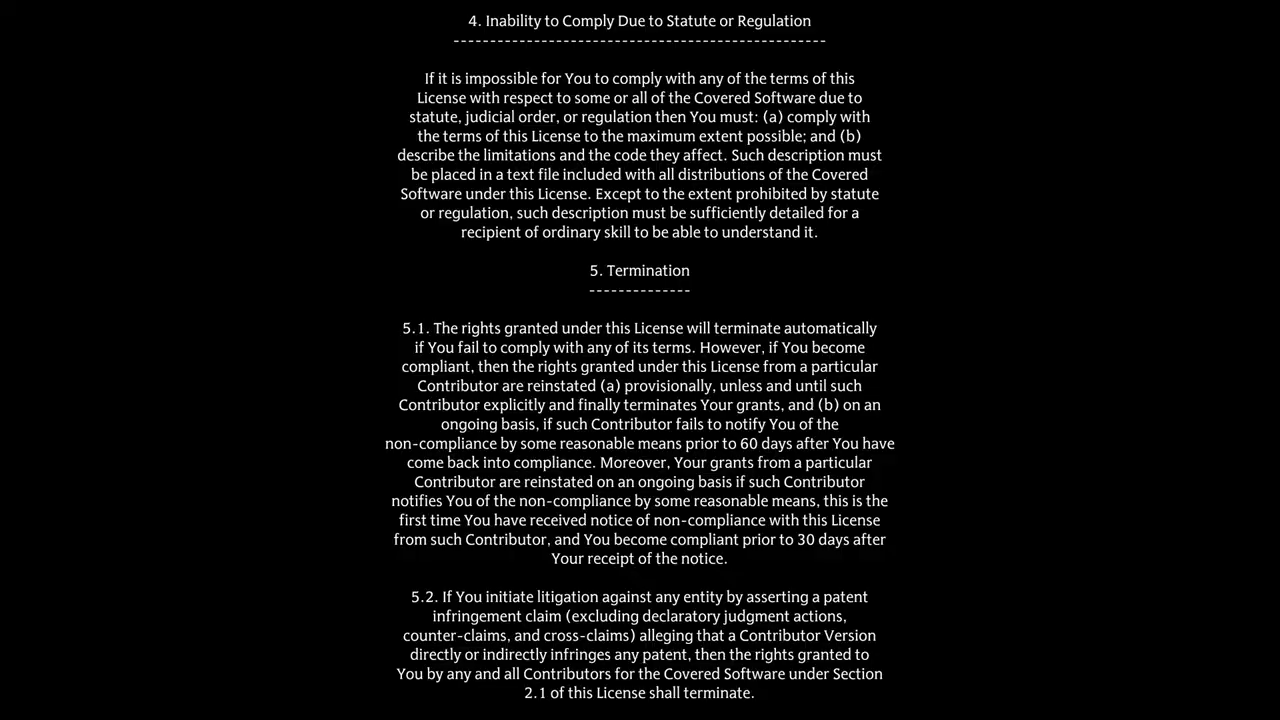 4. Inability to Comply Due to Statute or Regulation
---------------------------------------------------
If it is impossible for You to comply with any of the terms of this
License with respect to some or all of the Covered Software due to
statute, judicial order, or regulation then You must: (a) comply with
the terms of this License to the maximum extent possible; and (b)
describe the limitations and the code they affect. Such description must
be placed in a text file included with all distributions of the Covered
Software under this License. Except to the extent prohibited by statute
or regulation, such description must be sufficiently detailed for a
recipient of ordinary skill to be able to understand it.
5. Termination
--------------
5.1. The rights granted under this License will terminate automatically
if You fail to comply with any of its terms. However, if You become
compliant, then the rights granted under this License from a particular
Contributor are reinstated (a) provisionally, unless and until such
Contributor explicitly and finally terminates Your grants, and (b) on an
ongoing basis, if such Contributor fails to notify You of the
non-compliance by some reasonable means prior to 60 days after You have
come back into compliance. Moreover, Your grants from a particular
Contributor are reinstated on an ongoing basis if such Contributor
notifies You of the non-compliance by some reasonable means, this is the
first time You have received notice of non-compliance with this License
from such Contributor, and You become compliant prior to 30 days after
Your receipt of the notice.
5.2. If You initiate litigation against any entity by asserting a patent
infringement claim (excluding declaratory judgment actions,
counter-claims, and cross-claims) alleging that a Contributor Version
directly or indirectly infringes any patent, then the rights granted to
You by any and all Contributors for the Covered Software under Section
2.1 of this License shall terminate.